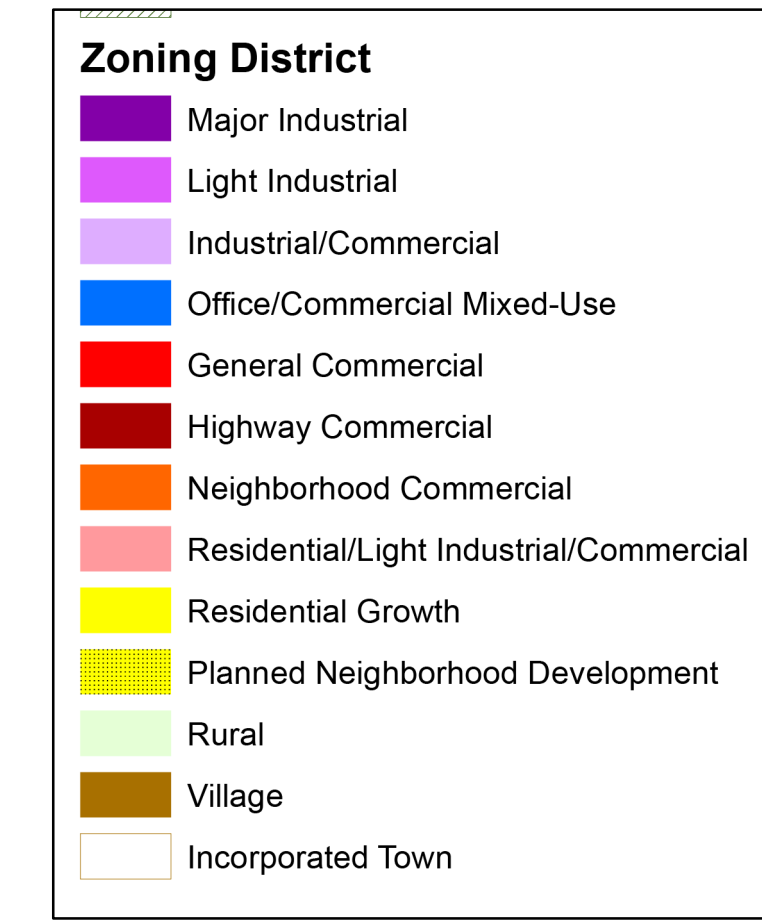 Zoning District
Major Industrial
Light Industrial
Industrial/Commercial
Office/Commercial Mixed-Use
General Commercial
Highway Commercial
Neighborhood Commercial
Residential/Light Industrial/Commercial
Residential Growth
Planned Neighborhood Development
Rural
Village
Incorporated Town